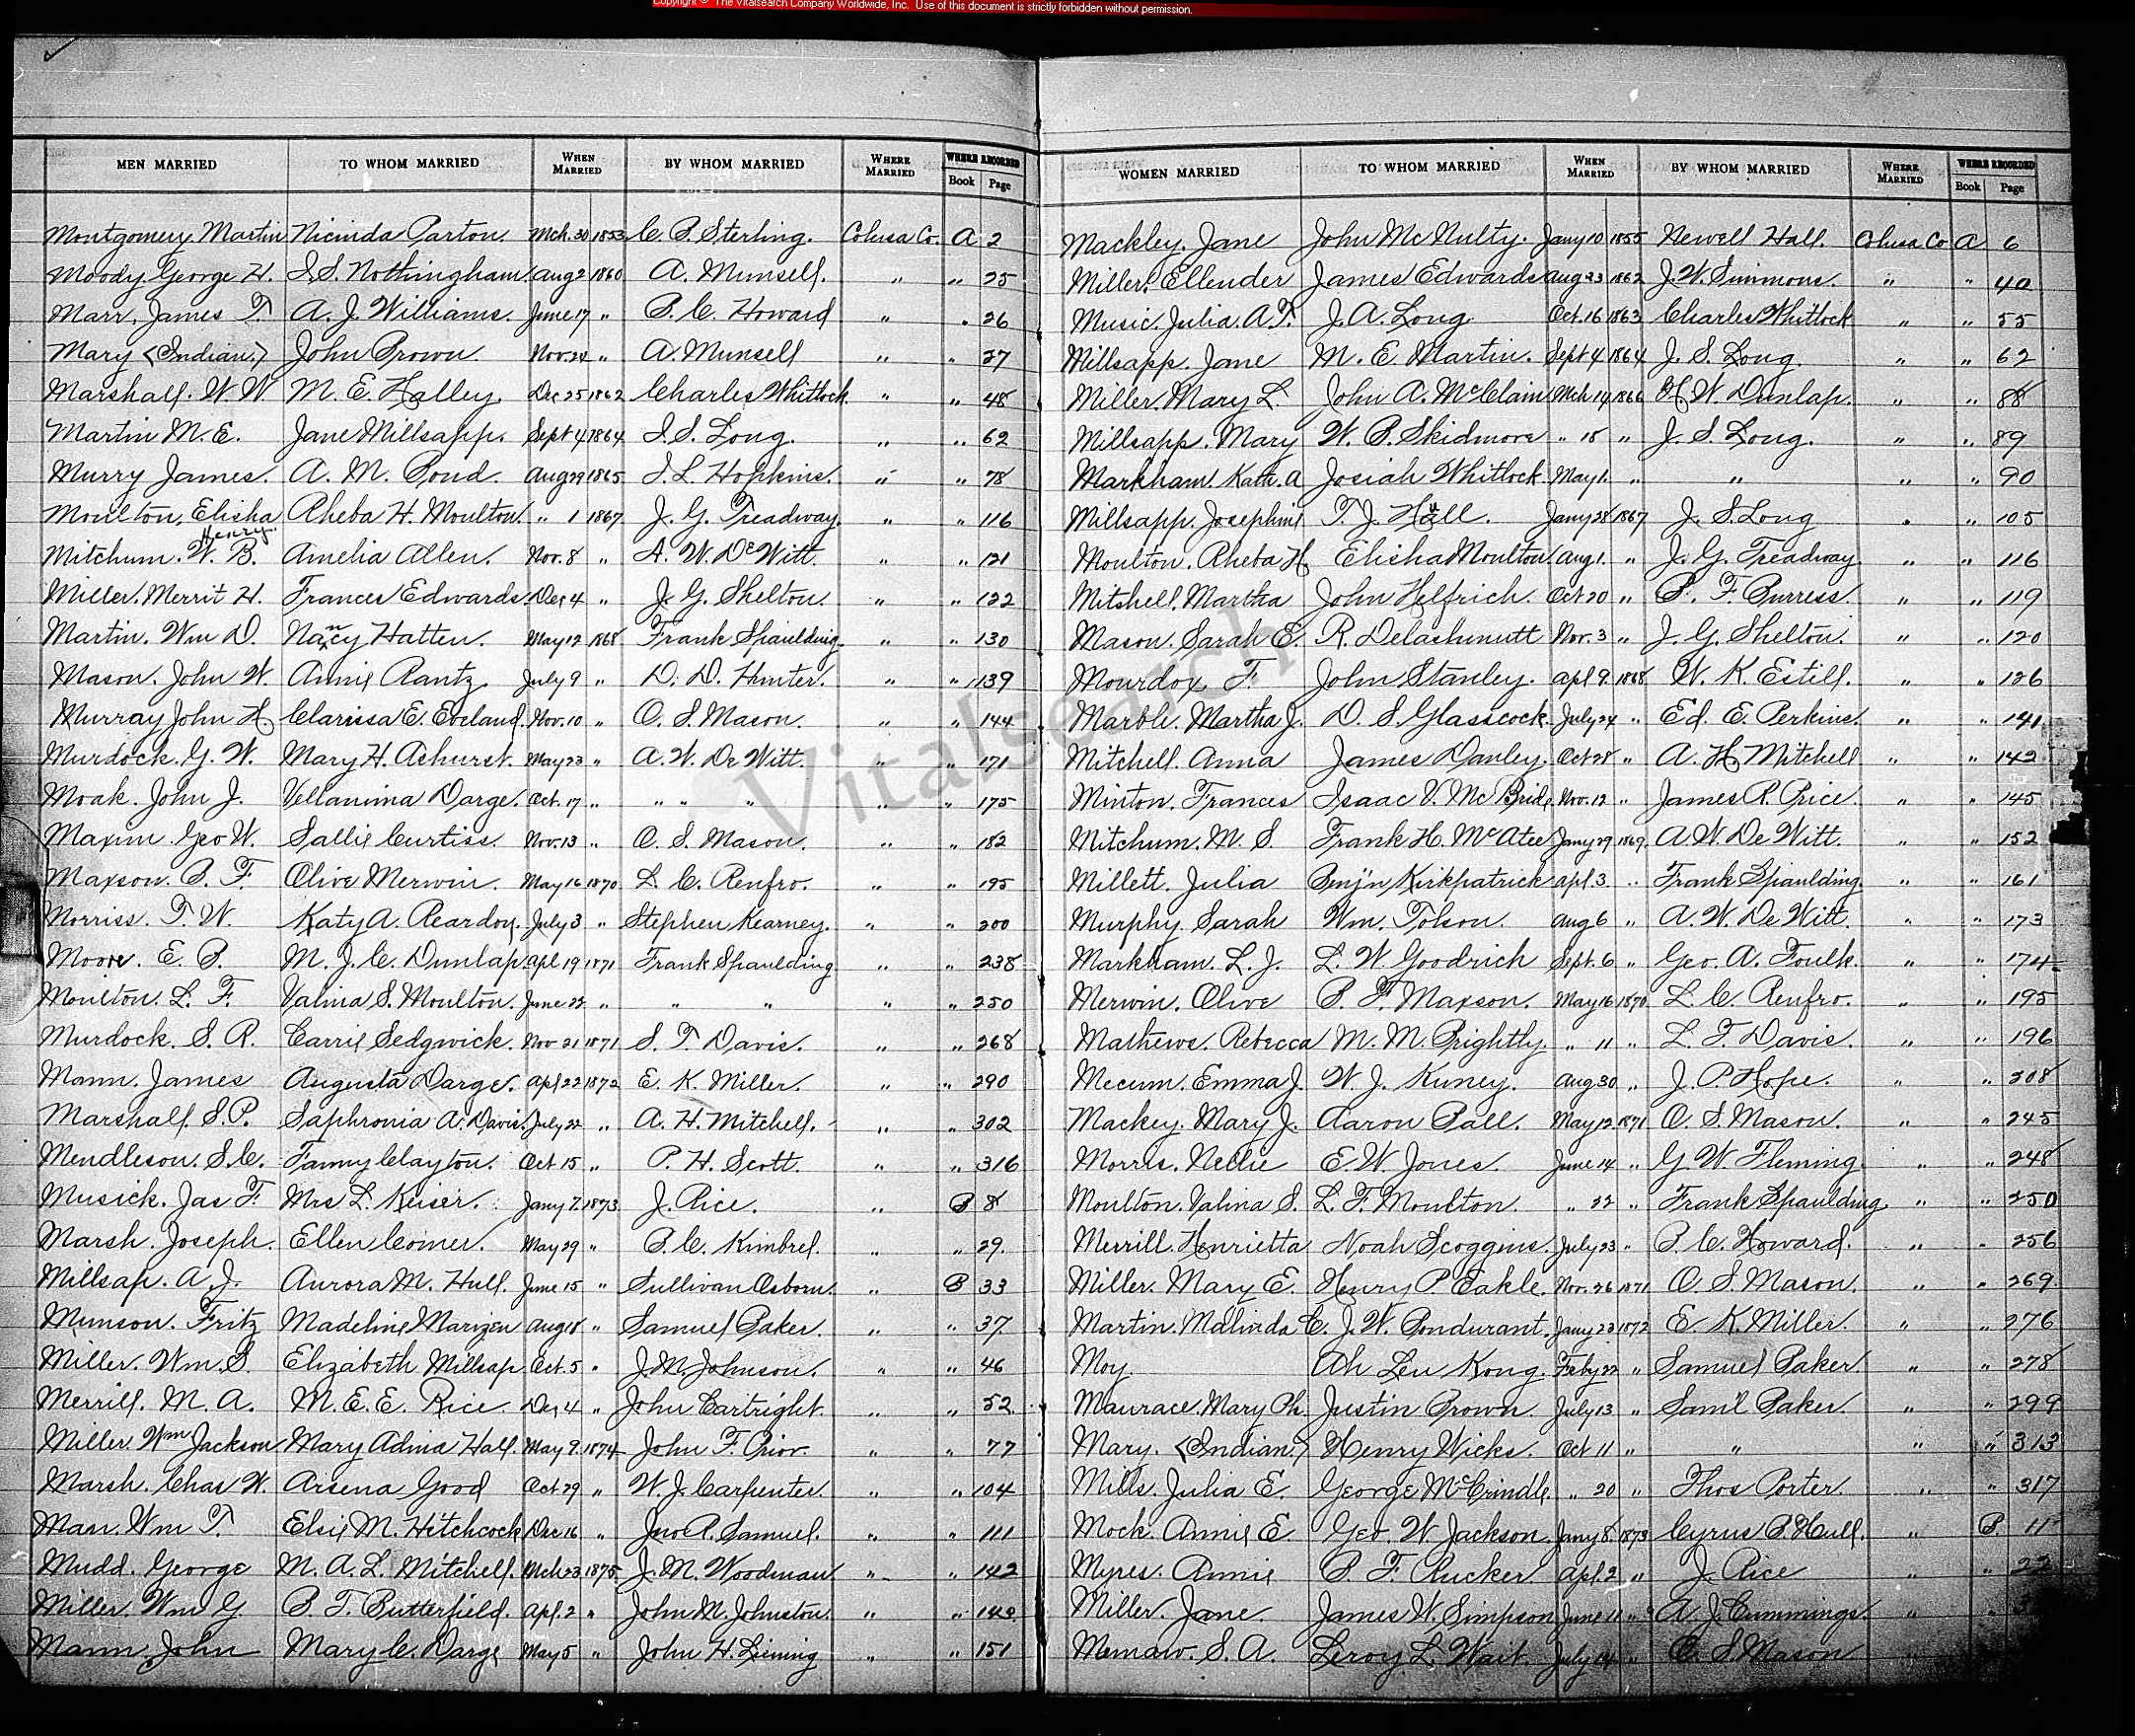 Copyright © The Vitalsearch Company Worldwide, Inc. Use of this document is strictly forbidden without permission.
MEN MARRIED TO WHOM MARRIED WHEN MARRIED BY WHOM MARRIED WHERE MARRIED WHERE RECORDED Book Page
Montgomery. Martin Nicinda Parton. Mch. 30 1853 C. B. Sterling. Colusa Co. A 2
Moody. George H. I. S. Nothingham. Aug 2 1860 A. Munsell. " " 25
Marr. James T. A. J. Williams. June 17 " P. C. Howard " " 26
Mary (Indian.) John Brown. Nov. 24 " A. Munsell " " 27
Marshall. W. W M. E. Halley. Dec 25 1862 Charles Whitlock. " " 48
Martin M. E. Jane Millsapp. Sept 4 1864 I. S. Long. " " 62
Murry James. A. M. Pond. Aug 29 1865 I. L. Hopkins. " " 78
Moulton, Elisha Henry. Rheba H. Moulton. " 1 1867 J. G. Treadway. " " 116
Mitchum. W. B. Amelia Allen. Nov. 8 " A. W. De Witt. " " 121
Miller. Merrit H. Frances Edwards. Dec 4 " J. G. Shelton. " " 122
Martin. Wm D. Nancy Hatten. May 12 1868 Frank Spaulding. " " 130
Mason. John W. Annie Rantz July 9 " D. D. Hunter. " " 139
Murray John H. Clarissa E. Eveland. Nov. 10 " O. S. Mason. " " 144
Murdock. G. W. Mary H. Ashurst. May 23 " A. W. De Witt. " " 171
Moak. John J. Vellamina Darge. Oct. 17 " " " " " " 175
Maxim Geo W. Sallie Curtiss. Nov. 13 " O. S. Mason. " " 182
Maxson. B. F. Olive Merwin. May 16 1870 L. C. Renfro. " " 195
Morriss. T. W. Katy A. Reardon. July 3 " Stephen Kearney. " " 200
Moore. E. B. M. J. C. Dunlap. Apl 19 1871 Frank Spaulding " " 238
Moulton. L. F. Valina S. Moulton. June 22 " " " " " 250
Murdock. S. R. Carrie Sedgwick. Nov 21 1871 S. T. Davis. " " 268
Mann. James Augusta Darge. Apl 22 1872 E. K. Miller. " " 290
Marshall. S. P. Saphronia A. Davis. July 22 " A. H. Mitchell. " " 302
Mendleson. S. C. Fanny Clayton. Oct 15 " P. H. Scott. " " 316
Musick. Jas F. Mrs L. Keiser. Jany 7. 1873 J. Rice. " B 8
Marsh. Joseph. Ellen Comer. May 29 " P. C. Kimbrel. " " 29.
Millsap. A. J. Aurora M. Hull. June 15 " Sullivan Osborn. " B 33
Munson. Fritz Madeline Marizen Aug 18 " Samuel Baker. " " 37
Miller. Wm. S. Elizabeth Millsap Oct. 5 " J. M. Johnson. " " 46
Merrill. M. A. M. E. E. Rice Dec 4 " John Cartright. " " 52
Miller Wm Jackson Mary Adina Hall. May 9. 1874 John F. Prior. " " 77
Marsh. Chas W. Arsena Good Oct 29 " W. J. Carpenter. " " 104
Marr. Wm T. Elsie M. Hitchcock Dec 16 " Jno R. Samuel. " " 111
Mudd. George M. A. L. Mitchell. Mch 23 1875 J. M. Woodman " " 142
Miller. Wm G. B. T. Butterfield. Apl. 2 " John M. Johnston. " "
Mann John Mary C. Darge May 5 " John H. Liening " " 151
WOMEN MARRIED TO WHOM MARRIED WHEN MARRIED BY WHOM MARRIED WHERE MARRIED WHERE RECORDED Book Page
Mackley. Jane John McNulty. Jany 10 1855 Newell Hall. Colusa Co A 6
Miller. Ellender James Edwards Aug 23 1862 J. W. Simmons. " " 40
Music. Julia. A. T. J. A. Long Oct. 16 1863 Charles Whitlock " " 55
Millsapp. Jane M. E. Martin. Sept 4 1864 J. S. Long " " 62
Miller. Mary L. John A. McClain Mch 14 1866 H. W. Dunlap. " " 88
Millsapp. Mary W. B. Skidmore " 18 " J. S. Long. " " 89
Markham. Kath. A Josiah Whitlock. May 1. " " " " 90
Millsapp. Josephine T. J. Hall. Jany 28 1867 J. S. Long " " 105
Moulton. Rheba H. Elisha Moulton. Aug 1. " J. G. Treadway. " " 116
Mitshell. Martha John Helfrich. Oct 20 " B. F. Burress. " " 119
Mason. Sarah E. R. Delashmutt Nov. 3 " J. G. Shelton. " " 120
Mourdox. F. John Stanley. Apl 9. 1868 W. K. Estill. " " 126
Marble. Martha J. D. S. Glasscock. July 24 " Ed. E. Perkins. " " 141
Mitchell. Anna James Danley. Oct 28 " A. H. Mitchell " " 142
Minton. Frances Isaac V. McBride Nov. 12 " James R. Price. " " 145
Mitchum. M. S. Frank H. McAtee Jany 29 1869. A. W. De Witt. " " 152
Millett. Julia Benj'n Kirkpatrick Apl. 3 " Frank Spaulding. " " 161
Murphy Sarah Wm. Tolson. Aug 6 " A. W. De Witt. " " 173
Markham. L. J. L. W. Goodrich Sept. 6 " Geo. A. Foulk. " " 174
Merwin. Olive B. F. Maxson. May 16 1870 L. C. Renfro. " " 195
Mathews. Rebecca M. M. Brightly. " 11 " L. F. Davis. " " 196
Mecum. Emma J. W. J. Kuney. Aug 30 " J. P. Hope. " " 208
Mackey. Mary J. Aaron Ball. May 12. 1871 O. S. Mason. " " 245
Morris. Nellie E. W. Jones. June 14 " G. W. Fleming. " " 248
Moulton. Valina S. L. F. Moulton. " 22 " Frank Spaulding. " " 250
Merrill. Henrietta Noah Scoggins. July 23 " P. C. Howard. " " 256
Miller. Mary E. Henry P. Eakle. Nov. 26 1871 O. S. Mason. " " 269
Martin. Malinda C. J. W. Bondurant. Jany 23 1872 E. K. Miller. " " 276
Moy. Ah Leu Kong. Feby 22 " Samuel Baker. " " 278
Maurace Mary Ph. Justin Brown. July 13 " Sam'l Baker. " " 299
Mary. (Indian.) Henry Wicks. Oct 11 " " " " 313
Mills. Julia E. George McCrindle. " 20 " Thos Porter. " " 317
Mock. Annie E. Geo. W. Jackson. Jany 8. 1873 Cyrus B. Hull. " B. 11
Myres. Annie B. F. Rucker. Apl. 2 " J. Rice " " 22
Miller. Jane. James W. Simpson June 11 " A. J. Cummings. "
S. A. Leroy L. Wait. July 14 " O. S. Mason
Vitalsearch